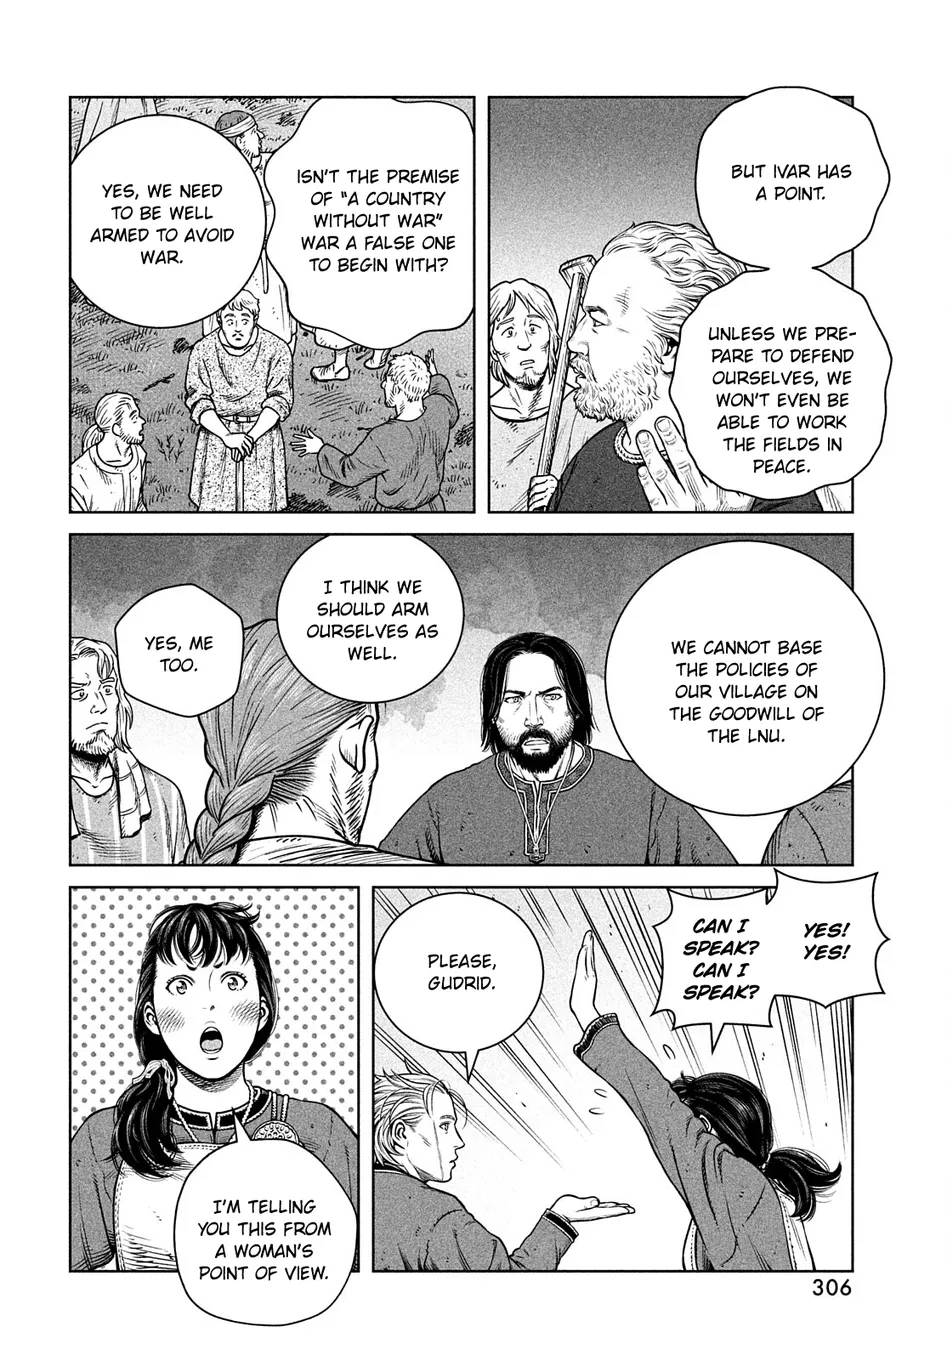 BUT IVAR HAS
A POINT.
UNLESS WE PRE-
PARE TO DEFEND
OURSELVES, WE
WON'T EVEN BE
ABLE TO WORK
THE FIELDS IN
PEACE.
ISN'T THE PREMISE
OF "A COUNTRY
WITHOUT WAR"
WAR A FALSE ONE
TO BEGIN WITH?
YES, WE NEED
TO BE WELL
ARMED TO AVOID
WAR.
WE CANNOT BASE
THE POLICIES OF
OUR VILLAGE ON
THE GOODWILL OF
THE LNU.
I THINK WE
SHOULD ARM
OURSELVES AS
WELL.
YES, ME
TOO.
YES!
YES!
CAN I
SPEAK?
CAN I
SPEAK?
PLEASE,
GUDRID.
I'M TELLING
YOU THIS FROM
A WOMAN'S
POINT OF VIEW.
306